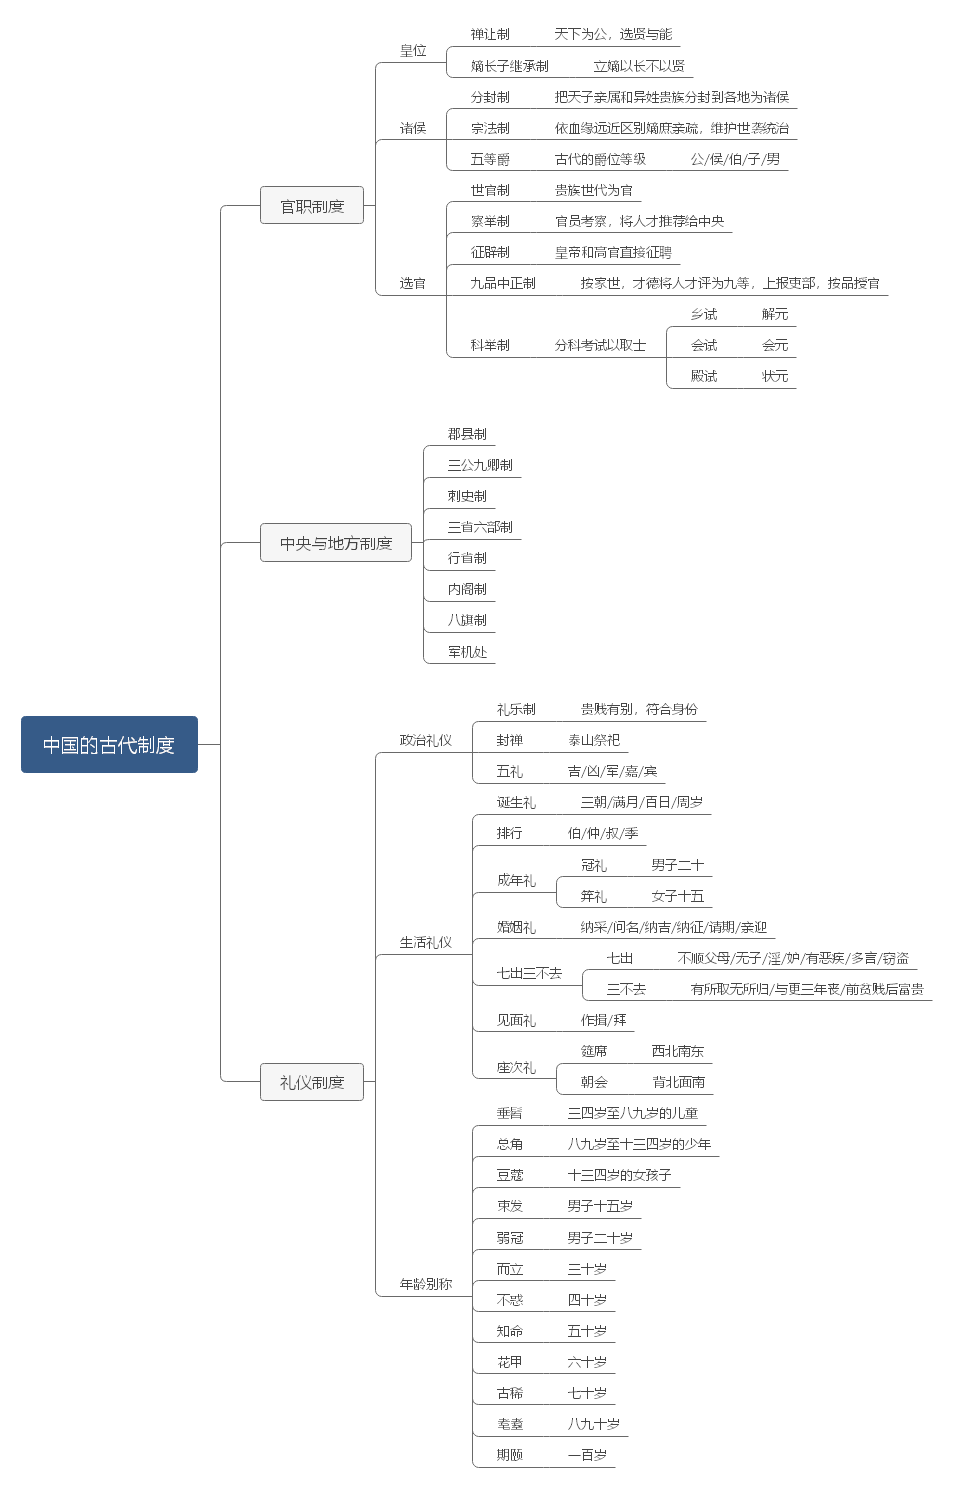 中国的古代制度
官职制度
皇位
禅让制 天下为公，选贤与能
嫡长子继承制 立嫡以长不以贤
诸侯
分封制 把天子亲属和异姓贵族分封到各地为诸侯
宗法制 依血缘远近区别嫡庶亲疏，维护世袭统治
五等爵 古代的爵位等级 公/侯/伯/子/男
选官
世官制 贵族世代为官
察举制 官员考察，将人才推荐给中央
征辟制 皇帝和高官直接征聘
九品中正制 按家世，才德将人才评为九等，上报吏部，按品授官
科举制 分科考试以取士
乡试 解元
会试 会元
殿试 状元
中央与地方制度
郡县制
三公九卿制
刺史制
三省六部制
行省制
内阁制
八旗制
军机处
礼仪制度
政治礼仪
礼乐制 贵贱有别，符合身份
封禅 泰山祭祀
五礼 吉/凶/军/嘉/宾
生活礼仪
诞生礼 三朝/满月/百日/周岁
排行 伯/仲/叔/季
成年礼
冠礼 男子二十
笄礼 女子十五
婚姻礼 纳采/问名/纳吉/纳征/请期/亲迎
七出三不去
七出 不顺父母/无子/淫/妒/有恶疾/多言/窃盗
三不去 有所取无所归/与更三年丧/前贫贱后富贵
见面礼 作揖/拜
座次礼
筵席 西北南东
朝会 背北面南
年龄别称
垂髫 三四岁至八九岁的儿童
总角 八九岁至十三四岁的少年
豆蔻 十三四岁的女孩子
束发 男子十五岁
弱冠 男子二十岁
而立 三十岁
不惑 四十岁
知命 五十岁
花甲 六十岁
古稀 七十岁
耄耋 八九十岁
期颐 一百岁